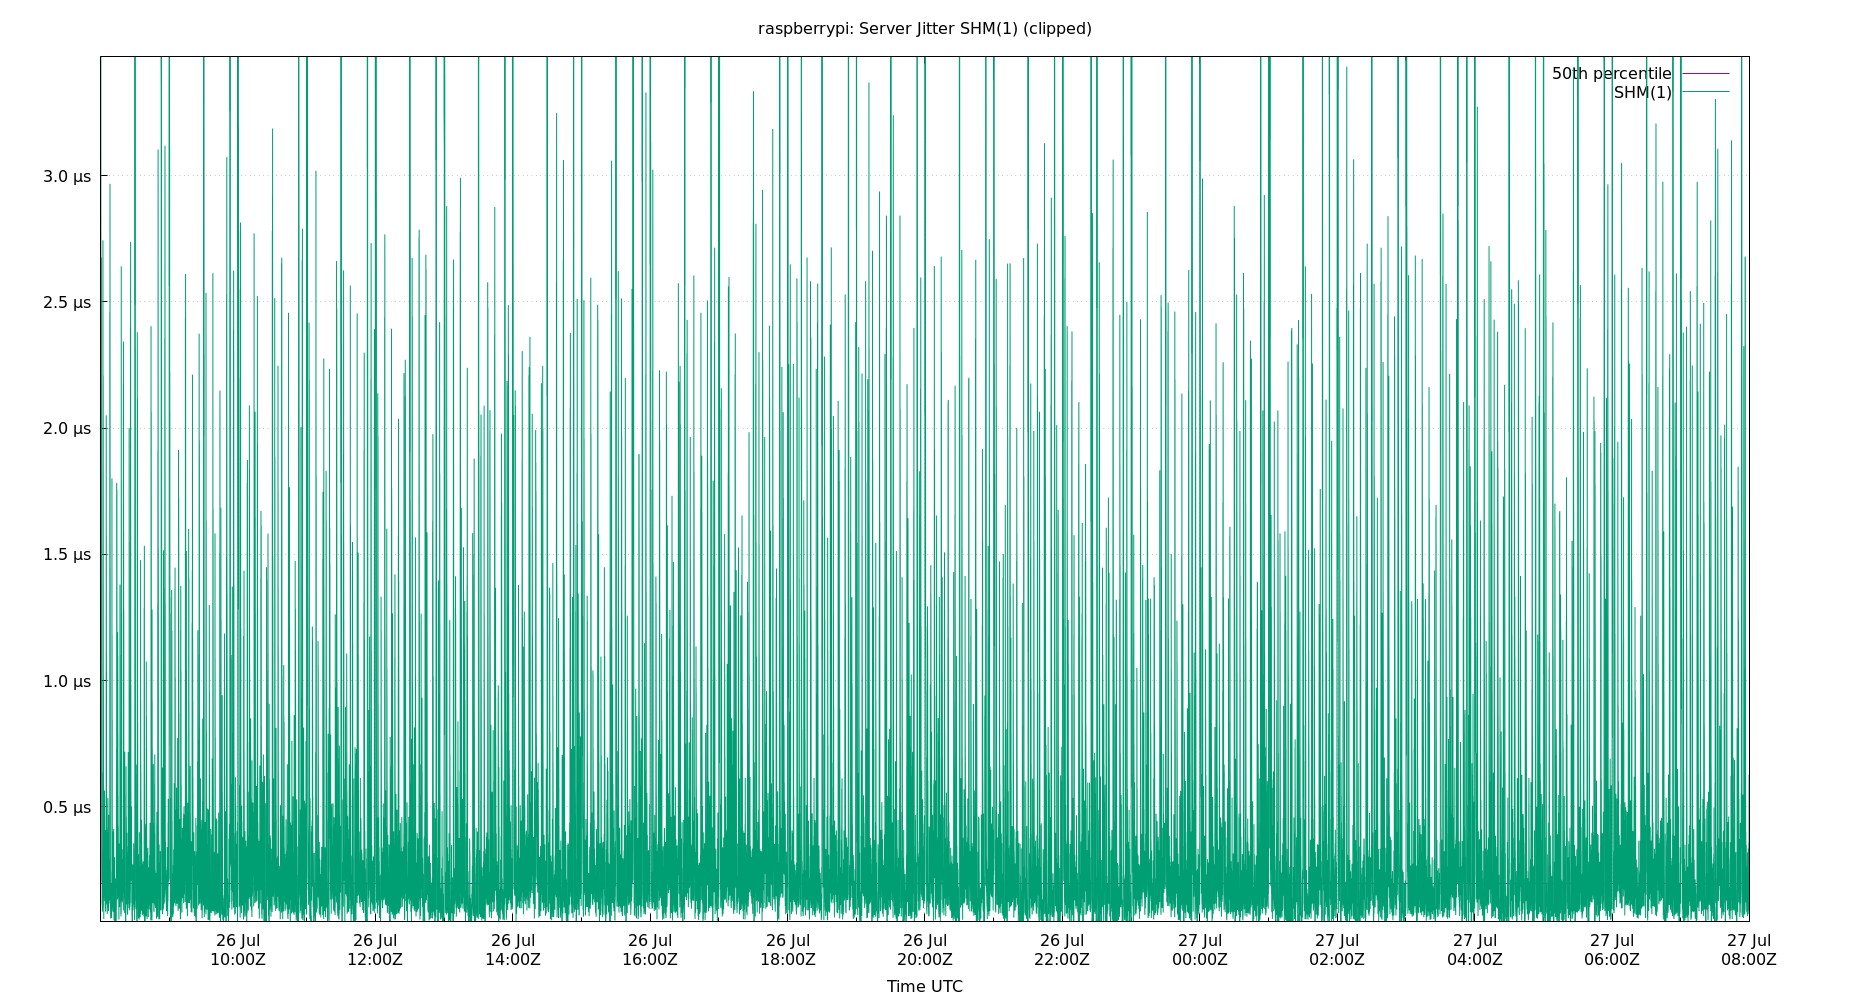 raspberrypi: Server Jitter SHM(1) (clipped)
50th percentile
SHM(1)
3.0 µs
2.5 µs
2.0 µs
1.5 µs
1.0 µs
0.5 µs
26 Jul 26 Jul 26 Jul 26 Jul 26 Jul 26 Jul 26 Jul 27 Jul 27 Jul 27 Jul 27 Jul 27 Jul
10:00Z 12:00Z 14:00Z 16:00Z 18:00Z 20:00Z 22:00Z 00:00Z 02:00Z 04:00Z 06:00Z 08:00Z
Time UTC